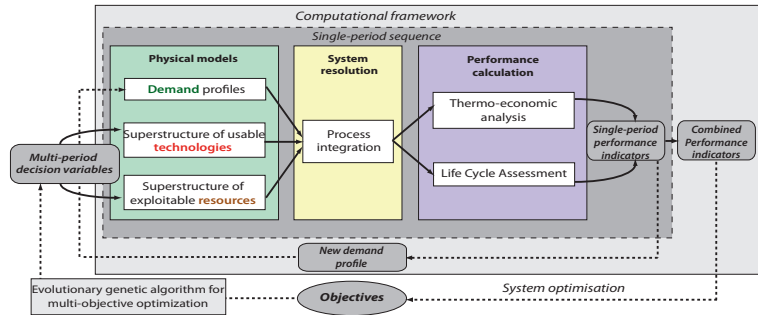 Computational framework
Single-period sequence
Physical models
System
resolution
Performance
calculation
Demand profiles
Superstructure of usable
technologies
Superstructure of
exploitable resources
Process
integration
Thermo-economic
analysis
Life Cycle Assessment
Multi-period
decision variables
Single-period
performance
indicators
Combined
Performance
indicators
New demand
profile
Evolutionary genetic algorithm for
multi-objective optimization
Objectives
System optimisation